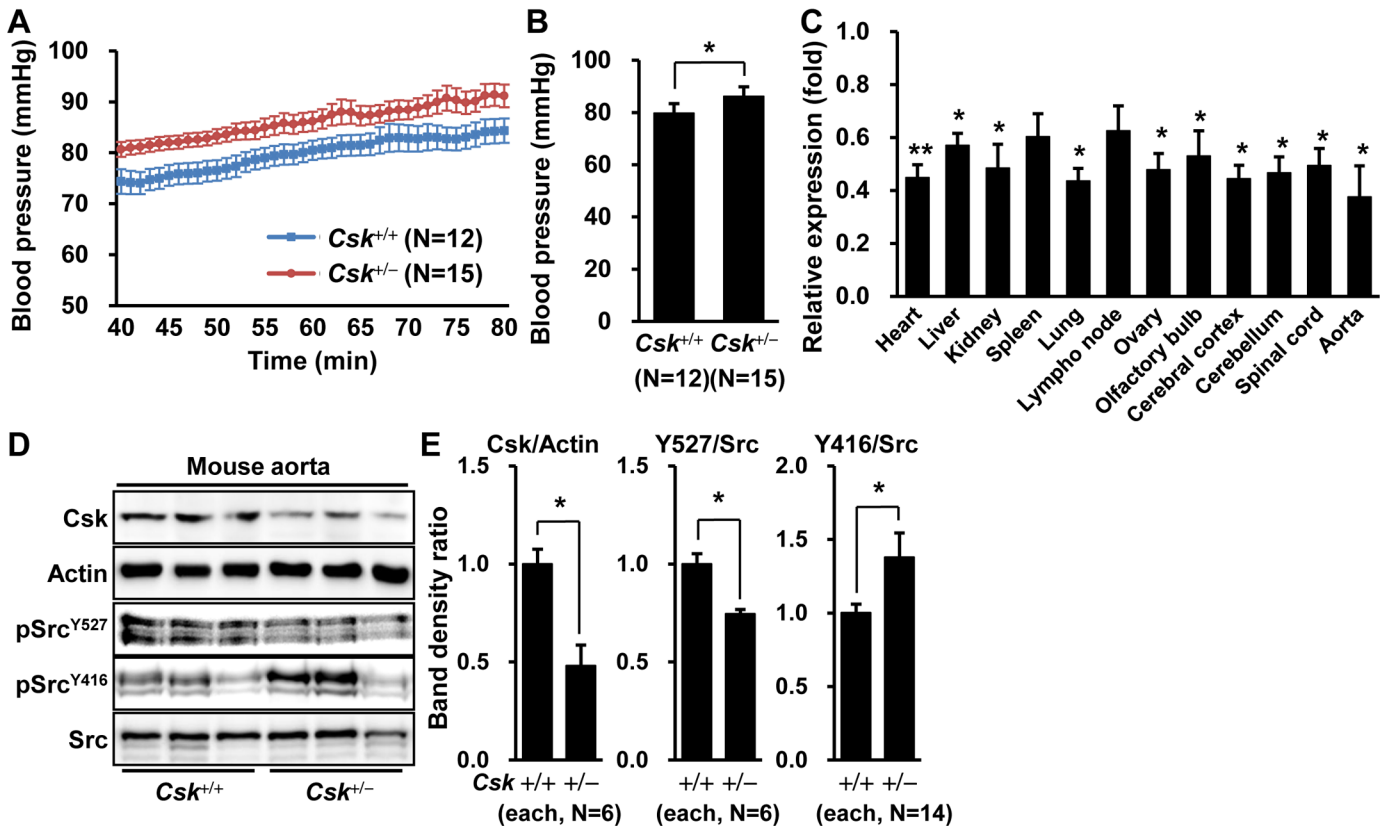 A
Blood pressure (mmHg)
100
90
80
70
60
50
40 45 50 55 60 65 70 75 80
Time (min)
Csk+/+ (N=12)
Csk+/− (N=15)
B
Blood pressure (mmHg)
100
80
60
40
20
0
*
Csk+/+ Csk+/−
(N=12)(N=15)
C
Relative expression (fold)
1.0
0.8
0.6
0.4
0.2
0.0
** * * * * * * * * *
Heart
Liver
Kidney
Spleen
Lung
Lympho node
Ovary
Olfactory bulb
Cerebral cortex
Cerebellum
Spinal cord
Aorta
D
Mouse aorta
Csk
Actin
pSrcY527
pSrcY416
Src
Csk+/+ Csk+/−
E
Band density ratio
Csk/Actin
1.5
1.0
0.5
0.0
*
Csk +/+ +/−
(each, N=6)
Y527/Src
1.5
1.0
0.5
0.0
*
+/+ +/−
(each, N=6)
Y416/Src
2.0
1.5
1.0
0.5
0.0
*
+/+ +/−
(each, N=14)